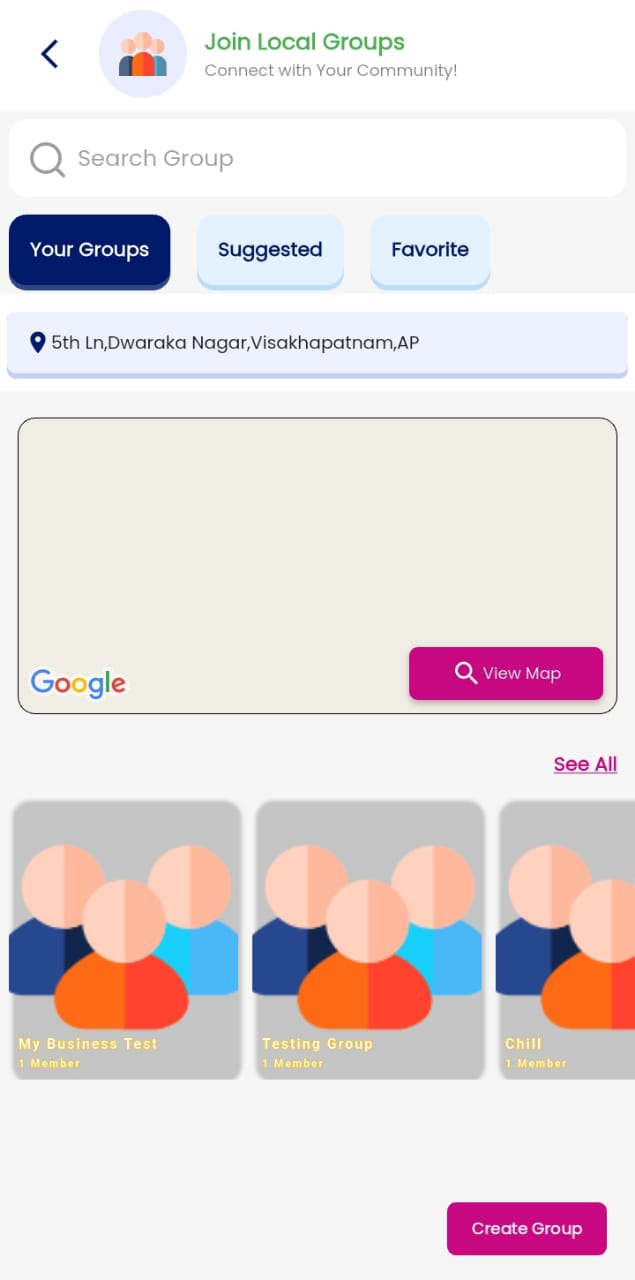 Join Local Groups
Connect with Your Community!
Search Group
Your Groups
Suggested
Favorite
5th Ln,Dwaraka Nagar,Visakhapatnam,AP
Google
View Map
See All
My Business Test
1 Member
Testing Group
1 Member
Chill
1 Member
Create Group